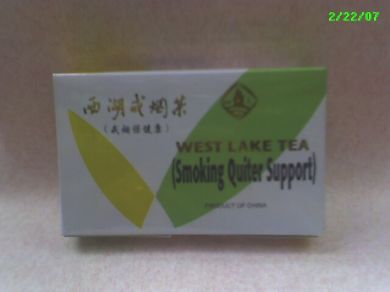 2/22/07
西湖戒烟茶
(戒烟保健康)
WEST LAKE TEA
(Smoking Quiter Support)
PRODUCT OF CHINA